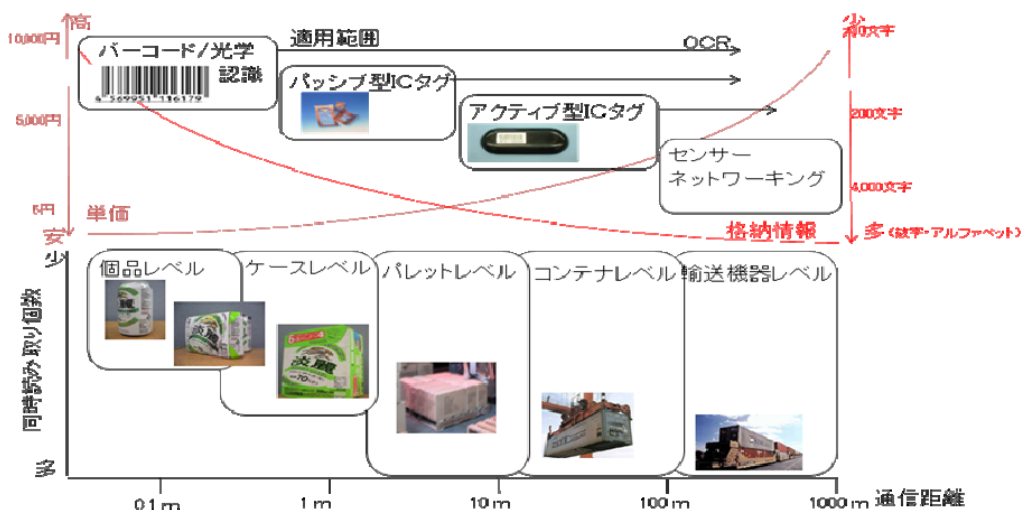 高
10,000円
5,000円
5円
安
単価
バーコード/光学
認識
4 569951 116179
適用範囲
OCR
パッシブ型ICタグ
アクティブ型ICタグ
センサー
ネットワーキング
少
200文字
4,000文字
多(数字・アルファベット)
格納情報
少
同時読み取り個数
多
個品レベル
ケースレベル
パレットレベル
コンテナレベル
輸送機器レベル
淡麗
淡麗
0.1m
1m
10m
100m
1000m
通信距離